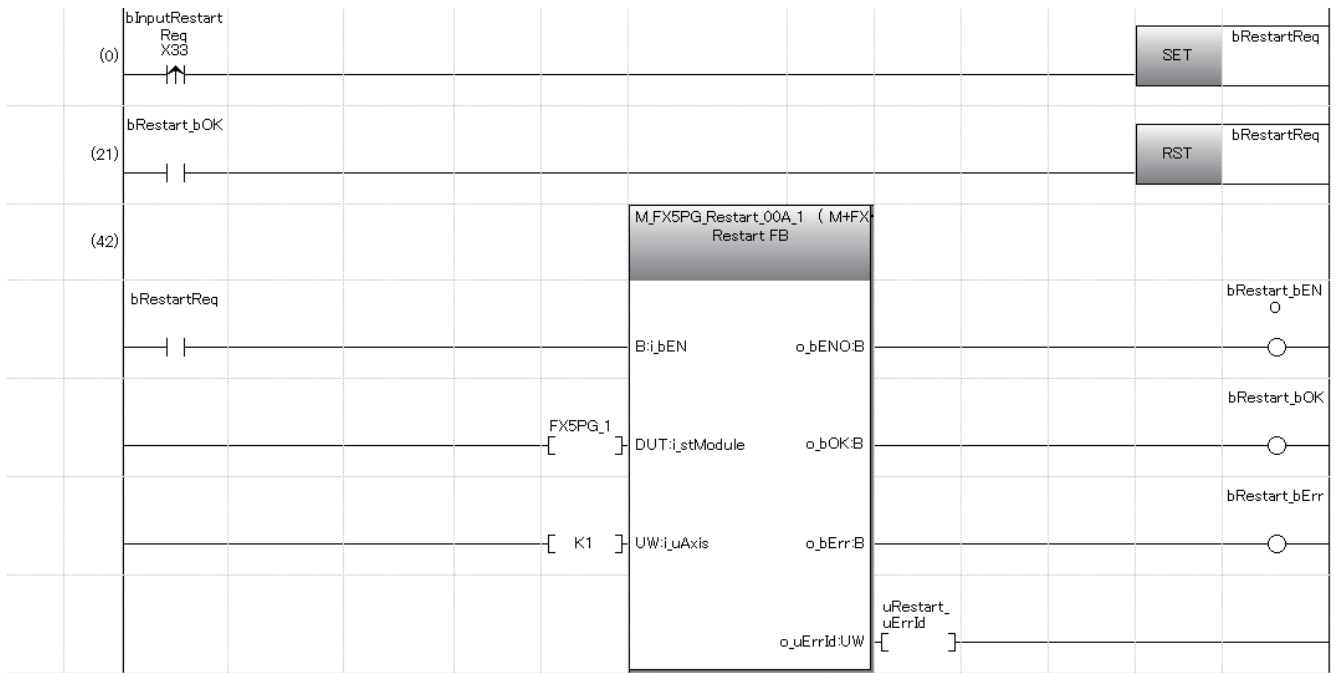 bInputRestart
Req
X33
(0)
SET
bRestartReq
bRestart_bOK
(21)
RST
bRestartReq
(42)
M_FX5PG_Restart_00A_1 ( M+FX
Restart FB
bRestartReq
B:i_bEN
o_bENO:B
bRestart_bEN
O
FX5PG_1
DUT:i_stModule
o_bOK:B
bRestart_bOK
K1
UW:i_uAxis
o_bErr:B
bRestart_bErr
o_uErrId:UW
uRestart_
uErrId